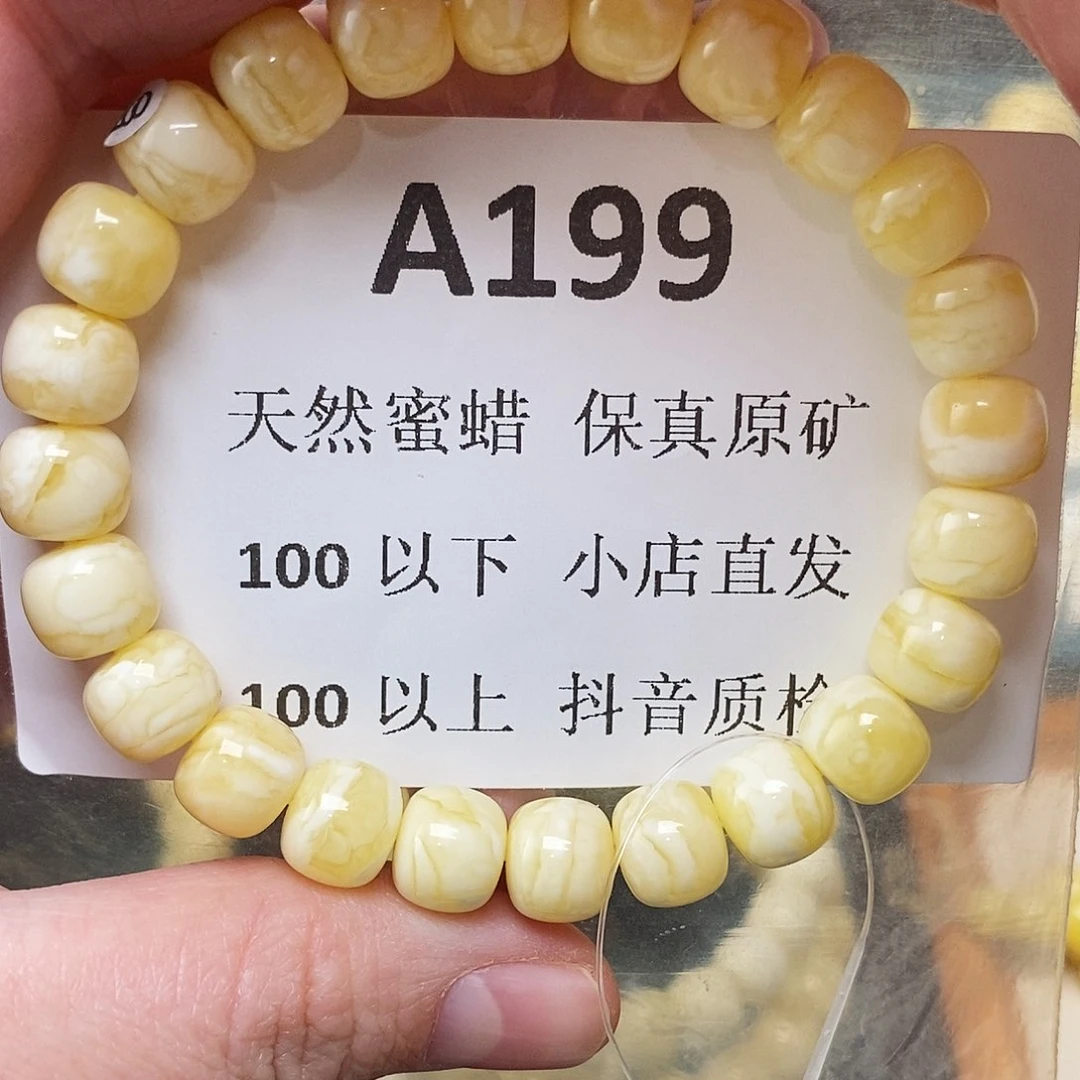 A199
天然蜜蜡 保真原矿
100 以下 小店直发
100 以上 抖音质检